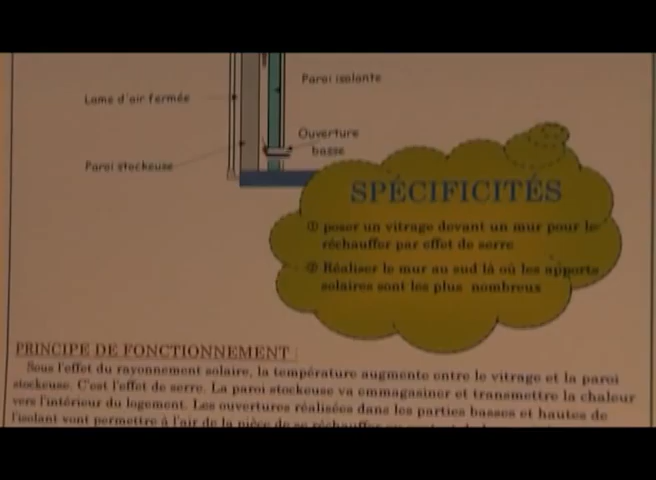 Paroi isolante
Lame d'air fermée
Ouverture
basse
Paroi stockeuse
SPÉCIFICITÉS
① poser un vitrage devant un mur pour le
réchauffer par effet de serre
② Réaliser le mur au sud là où les apports
solaires sont les plus nombreux
PRINCIPE DE FONCTIONNEMENT :
Sous l'effet du rayonnement solaire, la température augmente entre le vitrage et la paroi
stockeuse. C'est l'effet de serre. La paroi stockeuse va emmagasiner et transmettre la chaleur
vers l'intérieur du logement. Les ouvertures réalisées dans les parties basses et hautes de
l'isolant vont permettre à l'air de la pièce de se réchauffer